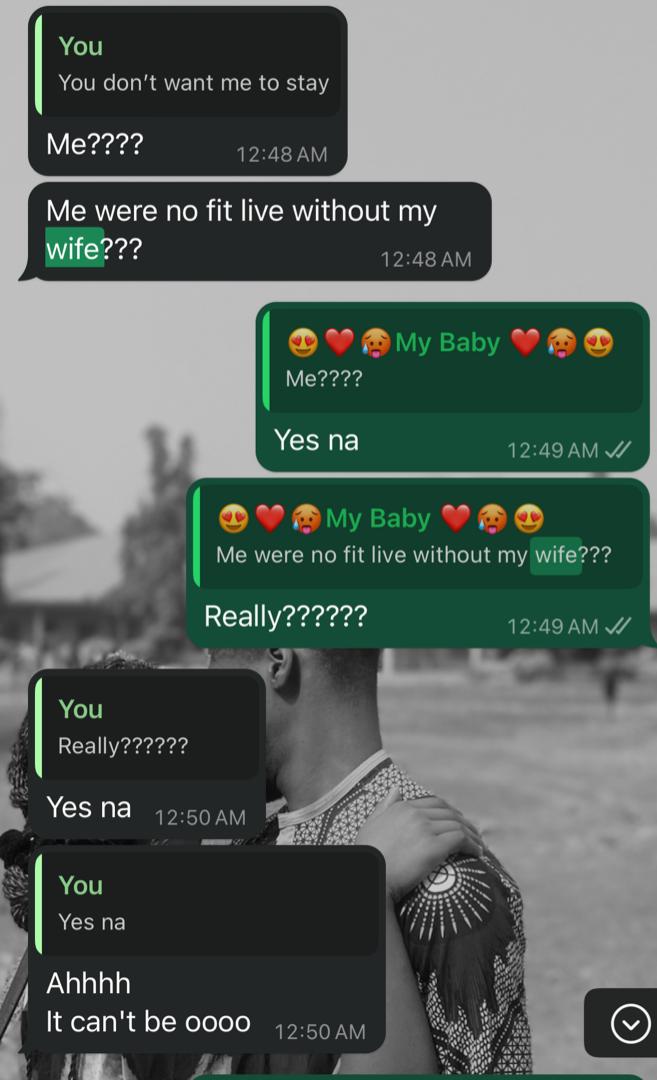 You
You don't want me to stay
Me????
12:48 AM
Me were no fit live without my
wife???
12:48 AM
😍❤️🥵My Baby ❤️🥵😍
Me????
Yes na
12:49 AM
😍❤️🥵My Baby ❤️🥵😍
Me were no fit live without my wife???
Really??????
12:49 AM
You
Really??????
Yes na
12:50 AM
You
Yes na
Ahhhh
It can't be oooo
12:50 AM